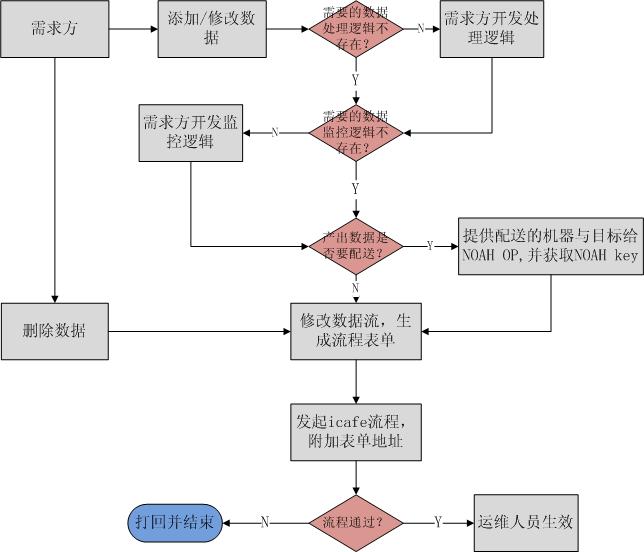 需求方
添加/修改数
据
需要的数据
处理逻辑不
存在?
N
需求方开发处
理逻辑
Y
需求方开发监
控逻辑
N
需要的数据
监控逻辑不
存在?
Y
产出数据是
否要配送?
Y
提供配送的机器与目标给
NOAH OP,并获取NOAH key
N
删除数据
修改数据流，生
成流程表单
发起icafe流程，
附加表单地址
打回并结束
N
流程通过?
Y
运维人员生效